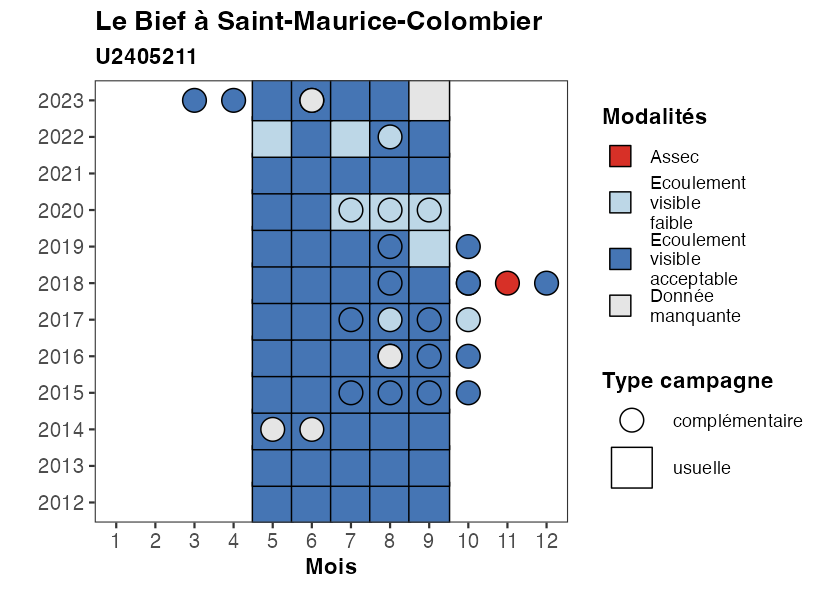 Le Bief à Saint-Maurice-Colombier
U2405211
2023
2022
2021
2020
2019
2018
2017
2016
2015
2014
2013
2012
1 2 3 4 5 6 7 8 9 10 11 12
Mois
Modalités
Assec
Ecoulement
visible
faible
Ecoulement
visible
acceptable
Donnée
manquante
Type campagne
complémentaire
usuelle